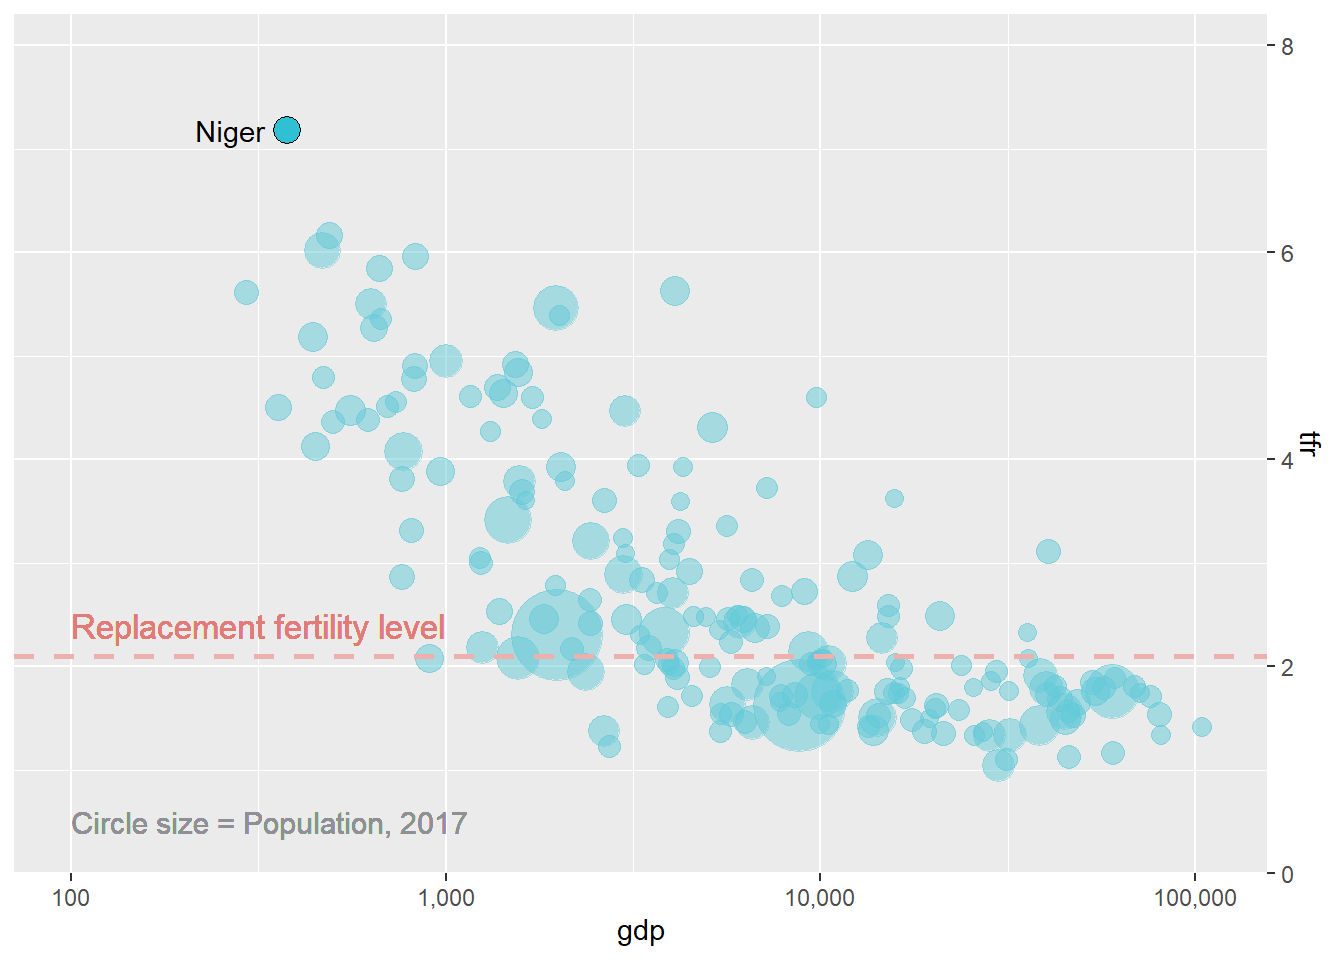 8
Niger
6
tfr
4
Replacement fertility level
2
Circle size = Population, 2017
0
100
1,000
10,000
100,000
gdp